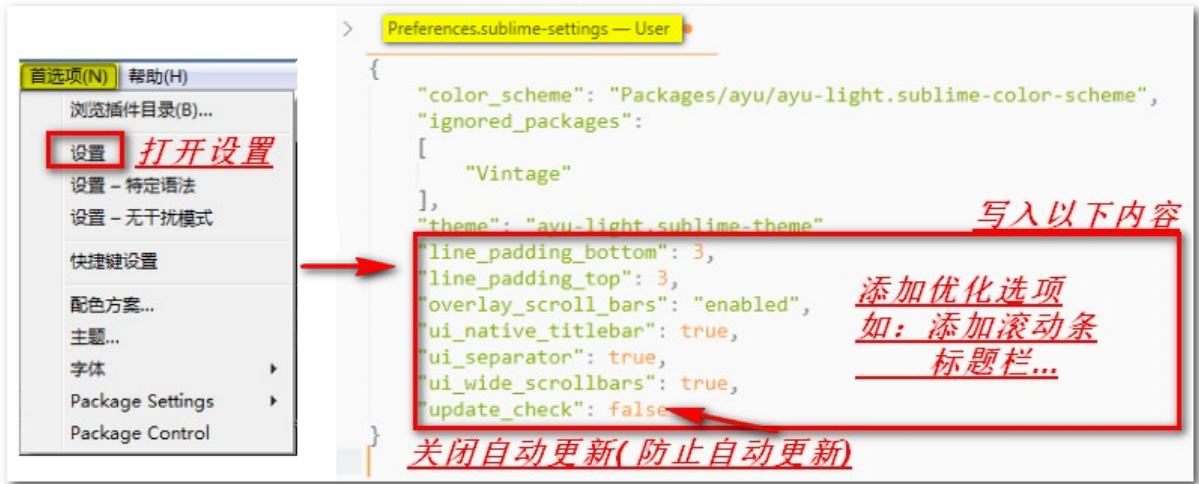 首选项(N) 帮助(H)
浏览插件目录(B)...
设置 打开设置
设置 – 特定语法
设置 – 无干扰模式
快捷键设置
配色方案...
主题...
字体
Package Settings
Package Control
Preferences.sublime-settings — User
{
"color_scheme": "Packages/ayu/ayu-light.sublime-color-scheme",
"ignored_packages":
[
"Vintage"
],
"theme": "ayu-light.sublime-theme"
写入以下内容
"line_padding_bottom": 3,
"line_padding_top": 3,
"overlay_scroll_bars": "enabled",
"ui_native_titlebar": true,
"ui_separator": true,
"ui_wide_scrollbars": true,
"update_check": false
}
添加优化选项
如：添加滚动条
标题栏...
关闭自动更新(防止自动更新)